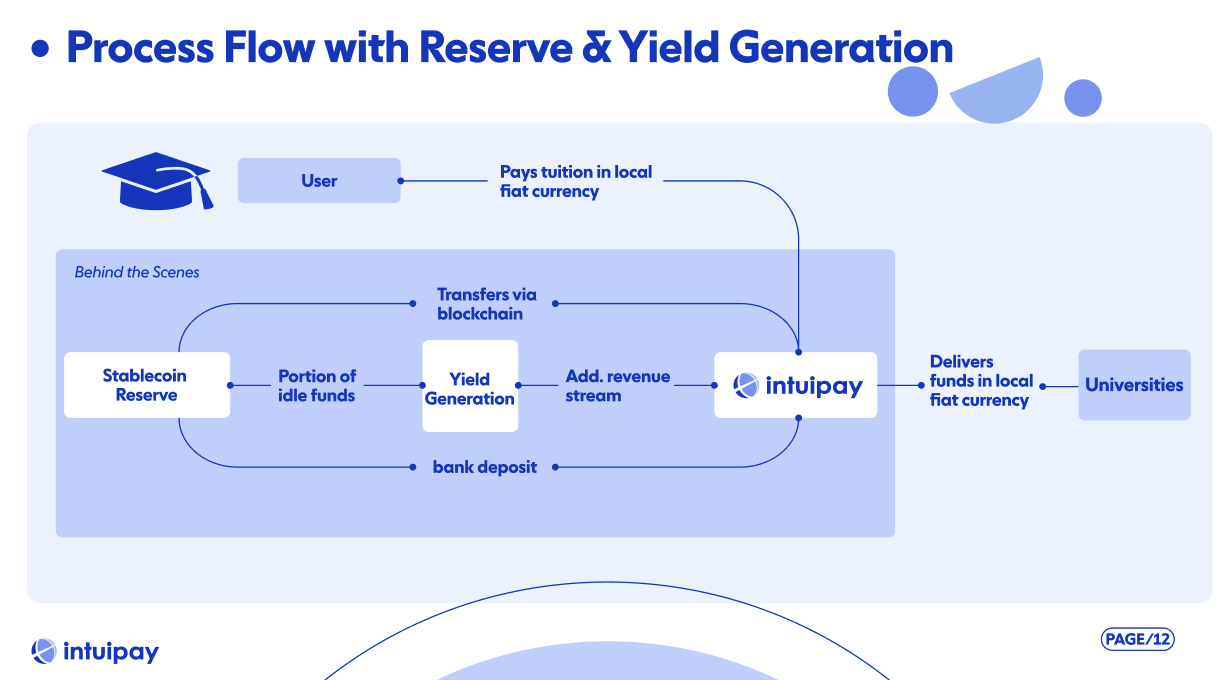 • Process Flow with Reserve & Yield Generation
User
Pays tuition in local
fiat currency
Behind the Scenes
Transfers via
blockchain
Stablecoin
Reserve
Portion of
idle funds
Yield
Generation
Add. revenue
stream
intuipay
Delivers
funds in local
fiat currency
Universities
bank deposit
intuipay
PAGE/12